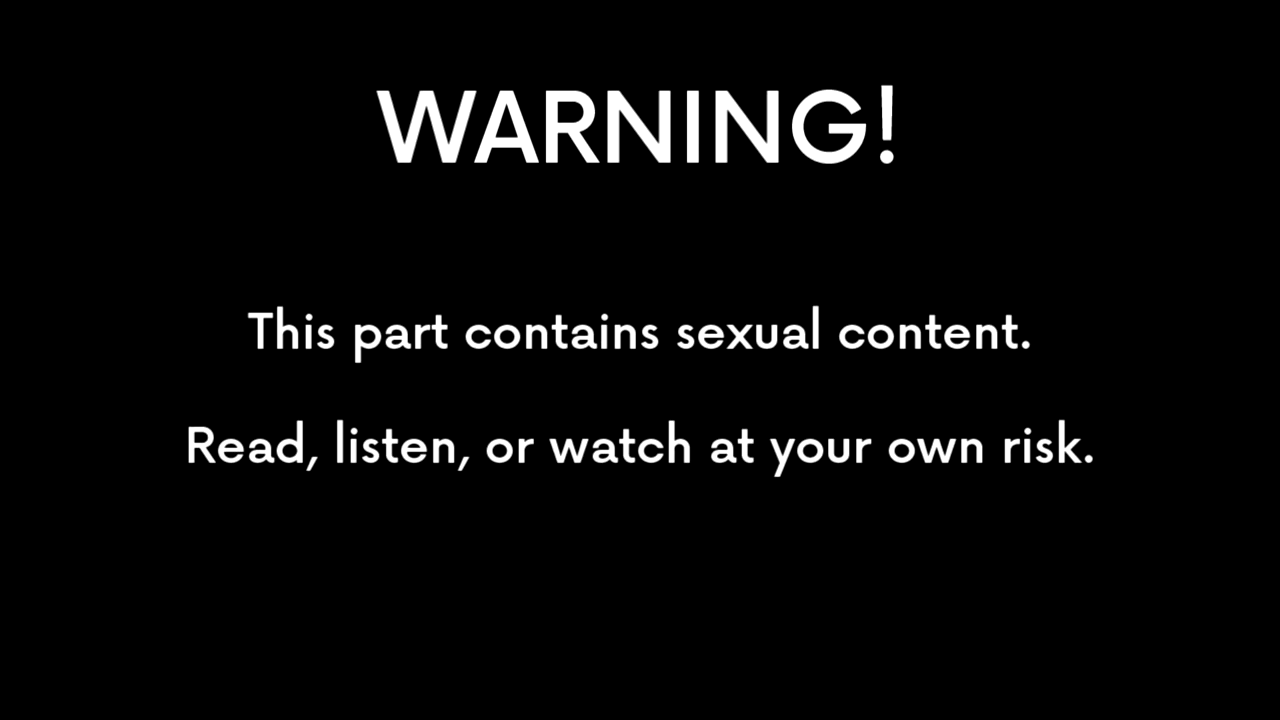 WARNING!
This part contains sexual content.
Read, listen, or watch at your own risk.